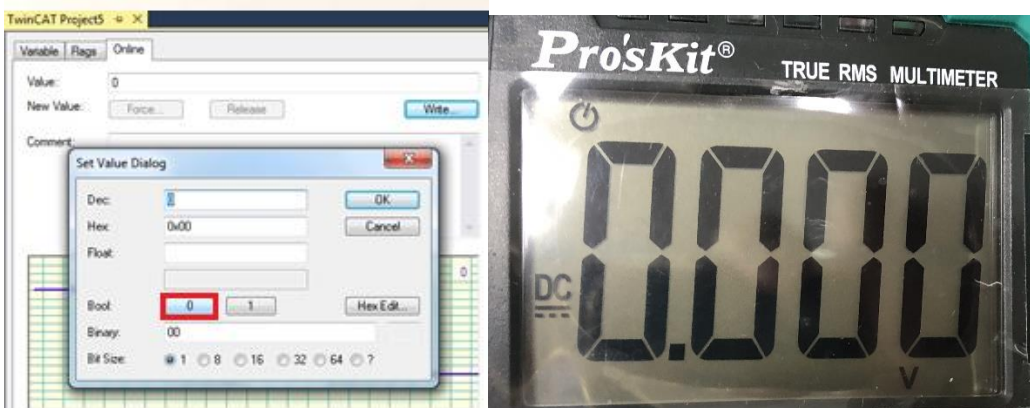 TwinCAT Project5
Variable Flags Online
Value: 0
New Value: Force... Release Write...
Comment:
Set Value Dialog
Dec: OK
Hex: 0x00 Cancel
Float:
0
Bool: 0 1 Hex Edit...
Binary: 00
Bit Size: 1 8 16 32 64 ?
Pro'sKit®
TRUE RMS MULTIMETER
DC
0.000
V